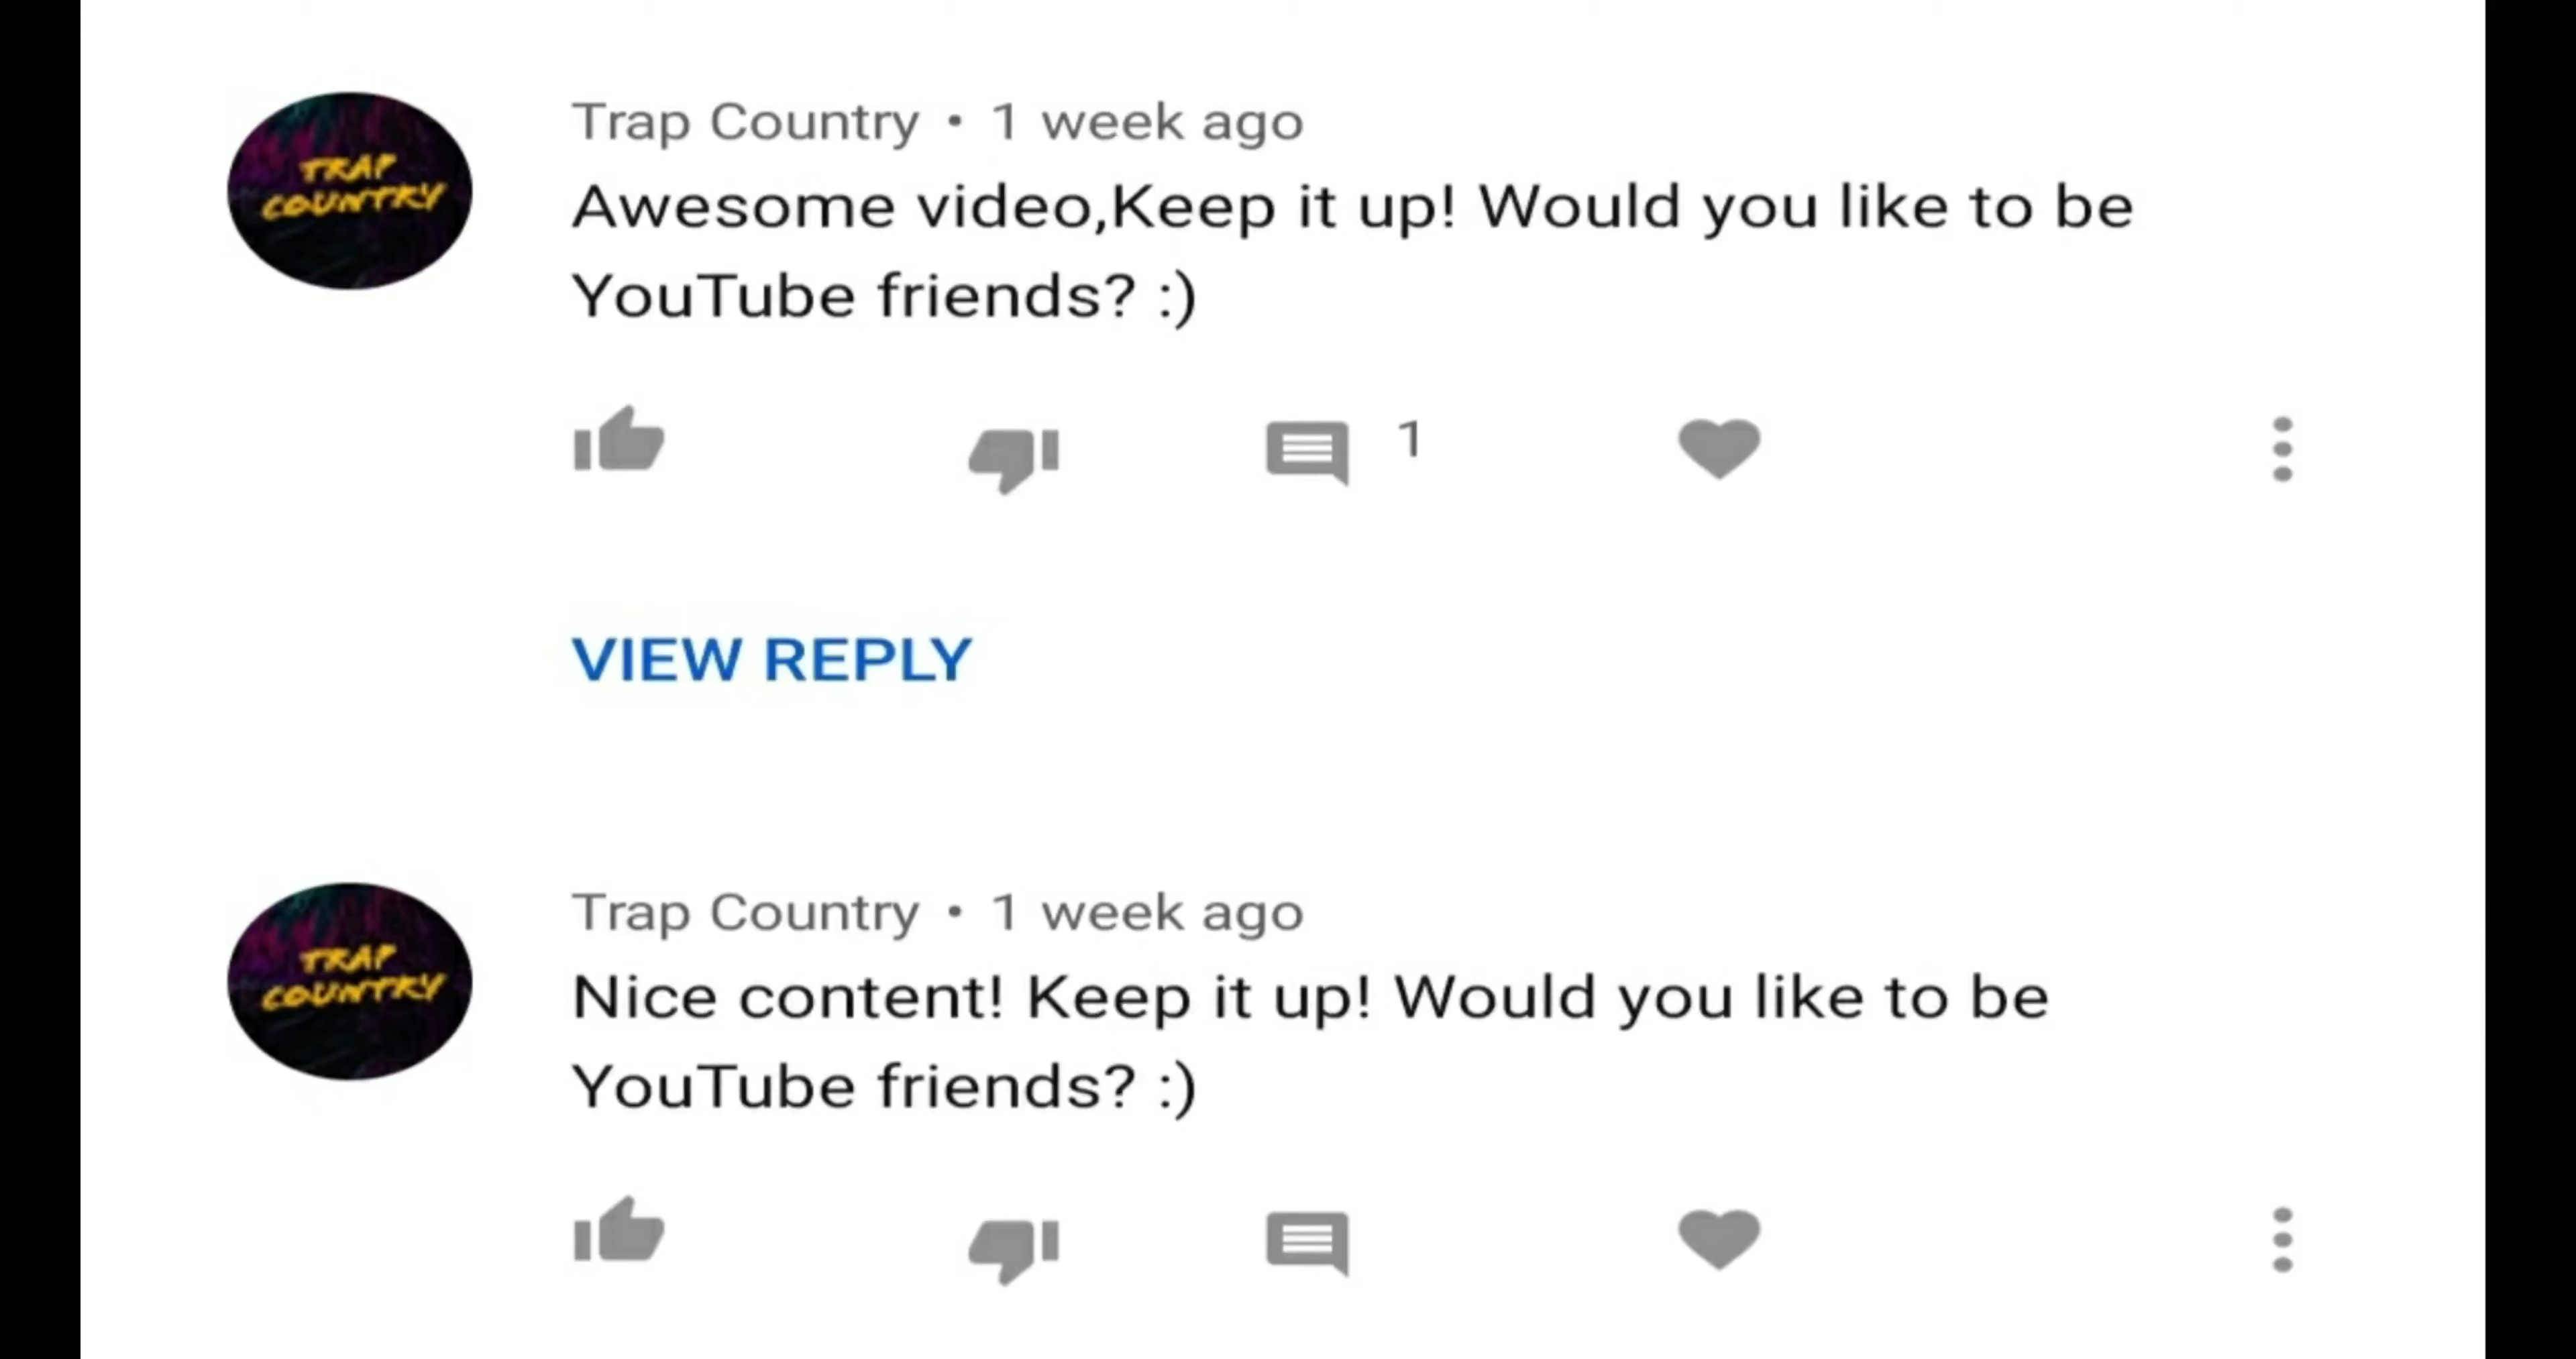 TRAP
COUNTRY
Trap Country • 1 week ago
Awesome video,Keep it up! Would you like to be
YouTube friends? :)
1
VIEW REPLY
TRAP
COUNTRY
Trap Country • 1 week ago
Nice content! Keep it up! Would you like to be
YouTube friends? :)